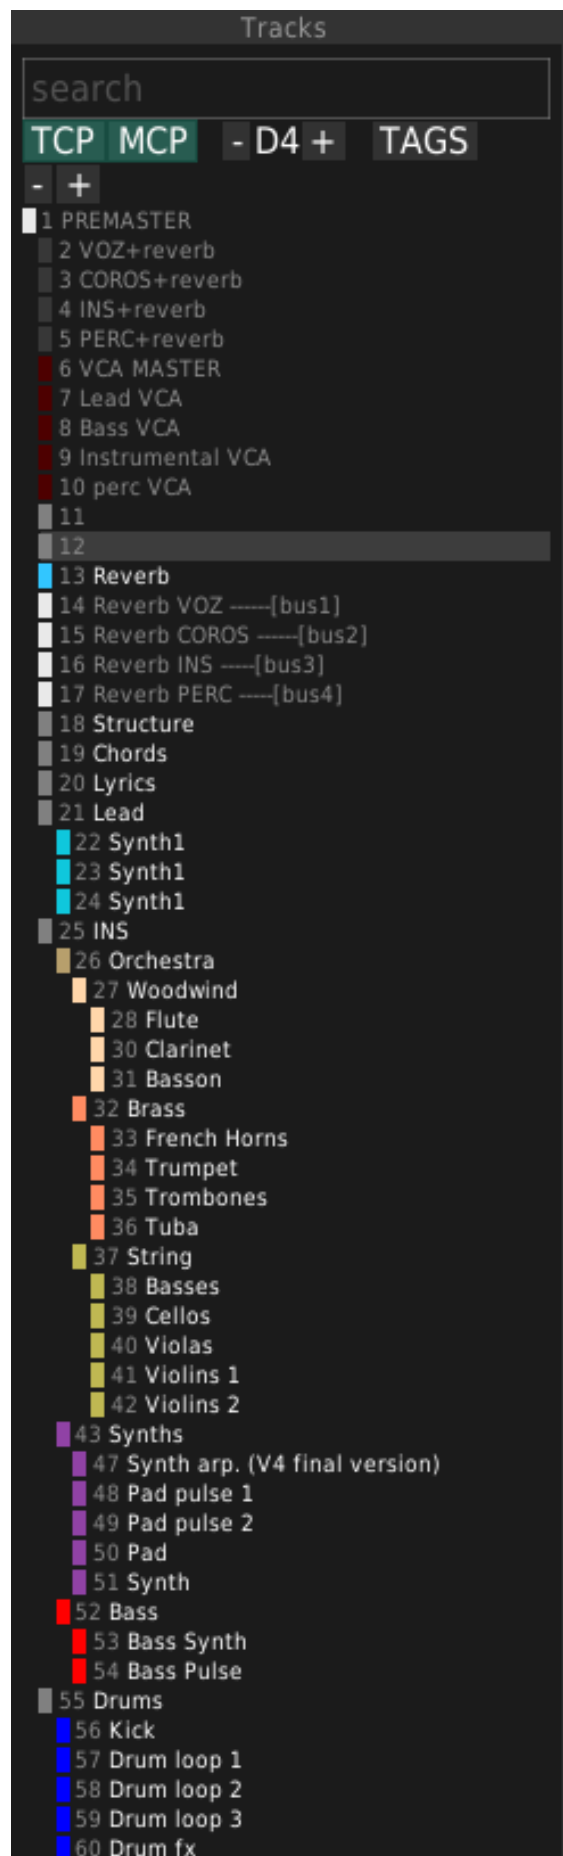 Tracks
search
TCP MCP - D4 + TAGS
- +
1 PREMASTER
2 VOZ+reverb
3 COROS+reverb
4 INS+reverb
5 PERC+reverb
6 VCA MASTER
7 Lead VCA
8 Bass VCA
9 Instrumental VCA
10 perc VCA
11
12
13 Reverb
14 Reverb VOZ ------[bus1]
15 Reverb COROS ------[bus2]
16 Reverb INS -----[bus3]
17 Reverb PERC -----[bus4]
18 Structure
19 Chords
20 Lyrics
21 Lead
22 Synth1
23 Synth1
24 Synth1
25 INS
26 Orchestra
27 Woodwind
28 Flute
30 Clarinet
31 Basson
32 Brass
33 French Horns
34 Trumpet
35 Trombones
36 Tuba
37 String
38 Basses
39 Cellos
40 Violas
41 Violins 1
42 Violins 2
43 Synths
47 Synth arp. (V4 final version)
48 Pad pulse 1
49 Pad pulse 2
50 Pad
51 Synth
52 Bass
53 Bass Synth
54 Bass Pulse
55 Drums
56 Kick
57 Drum loop 1
58 Drum loop 2
59 Drum loop 3
60 Drum fx